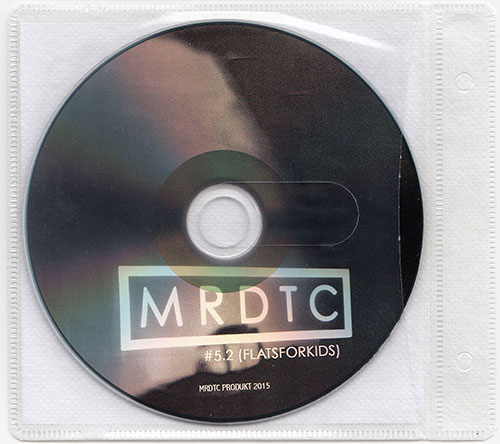 MRDTC
#5.2 (FLATSFORKIDS)
MRDTC PRODUKT 2015